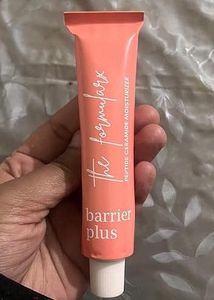 the formularx
PEPTIDE CERAMIDE MOISTURIZER
barrier
plus